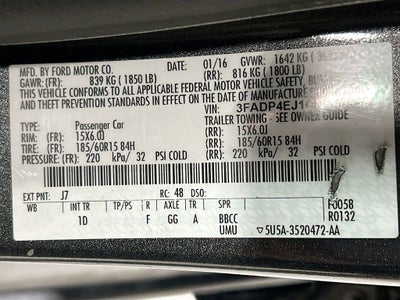 MFD. BY FORD MOTOR CO. 01/16 GVWR: 1642 KG
GAWR: (FR): 839 KG ( 1850 LB) (RR): 816 KG ( 1800 LB)
THIS VEHICLE CONFORMS TO ALL APPLICABLE FEDERAL MOTOR VEHICLE SAFETY,
THEFT PREVENTION STANDARDS IN EFFECT ON THE DATE OF
VIN: 3FADP4EJ1
TYPE: Passenger Car TRAILER TOWING - SEE OWNER GUIDE
RIM: (FR): 15X6.0J (RR): 15X6.0J
TIRE: (FR): 185/60R15 84H (RR): 185/60R15 84H
PRESSURE: (FR): 220 kPa/ 32 PSI COLD (RR): 220 kPa/ 32 PSI COLD
EXT PNT: J7 RC: 48 DSO: F0058
WB INT TR TP/PS R AXLE TR SPR R0132
1D F GG A BBCC
UMU ▼5U5A-3520472-AA